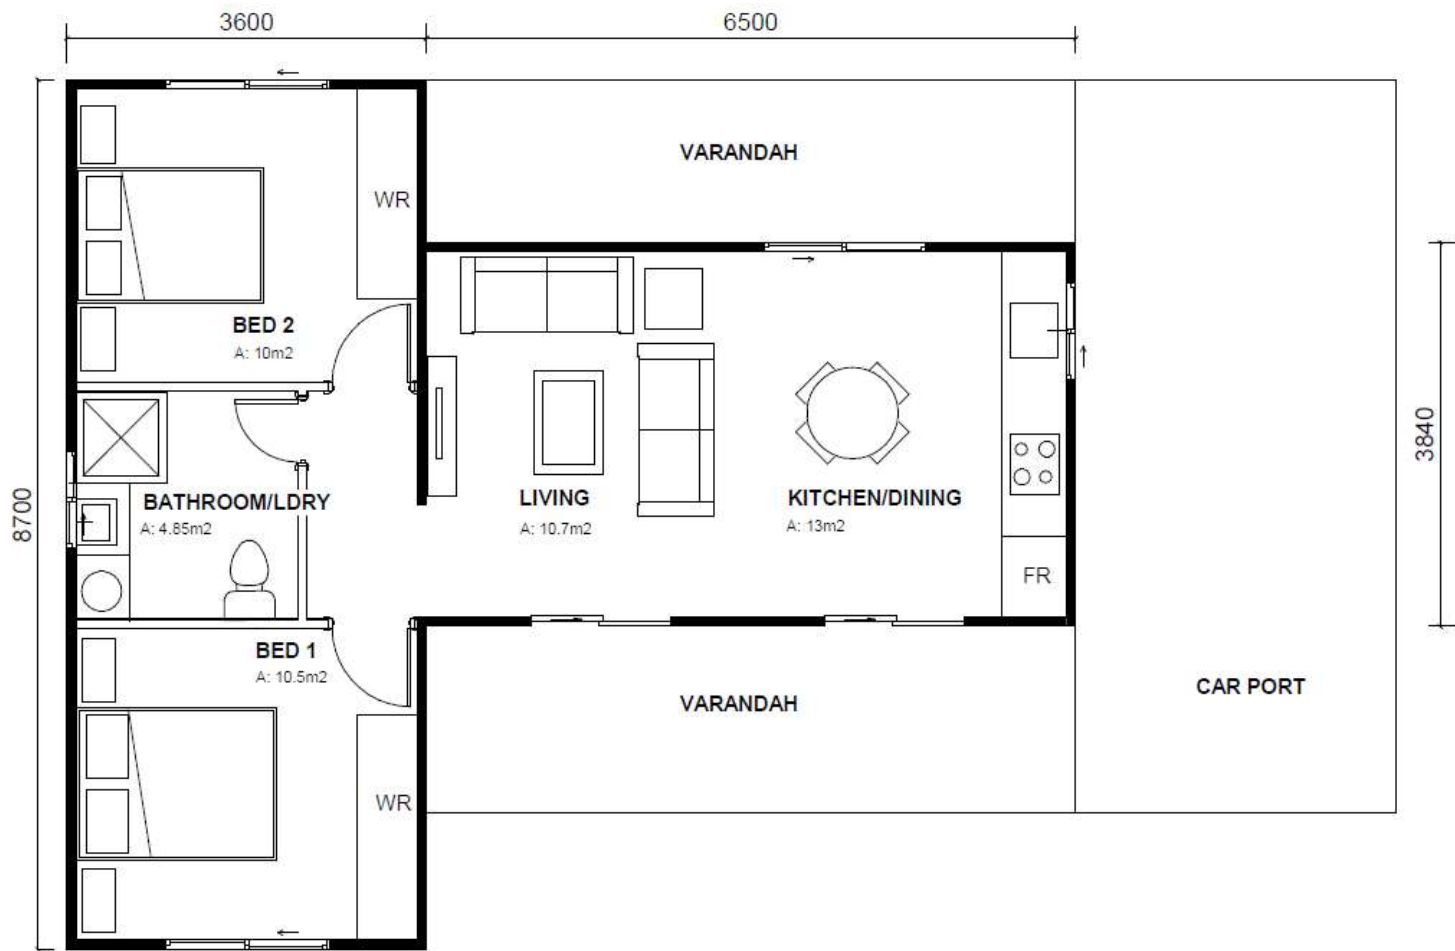 3600
6500
VARANDAH
WR
BED 2
A: 10m2
3840
8700
BATHROOM/LDRY
A: 4.85m2
LIVING
A: 10.7m2
KITCHEN/DINING
A: 13m2
FR
BED 1
A: 10.5m2
VARANDAH
CAR PORT
WR